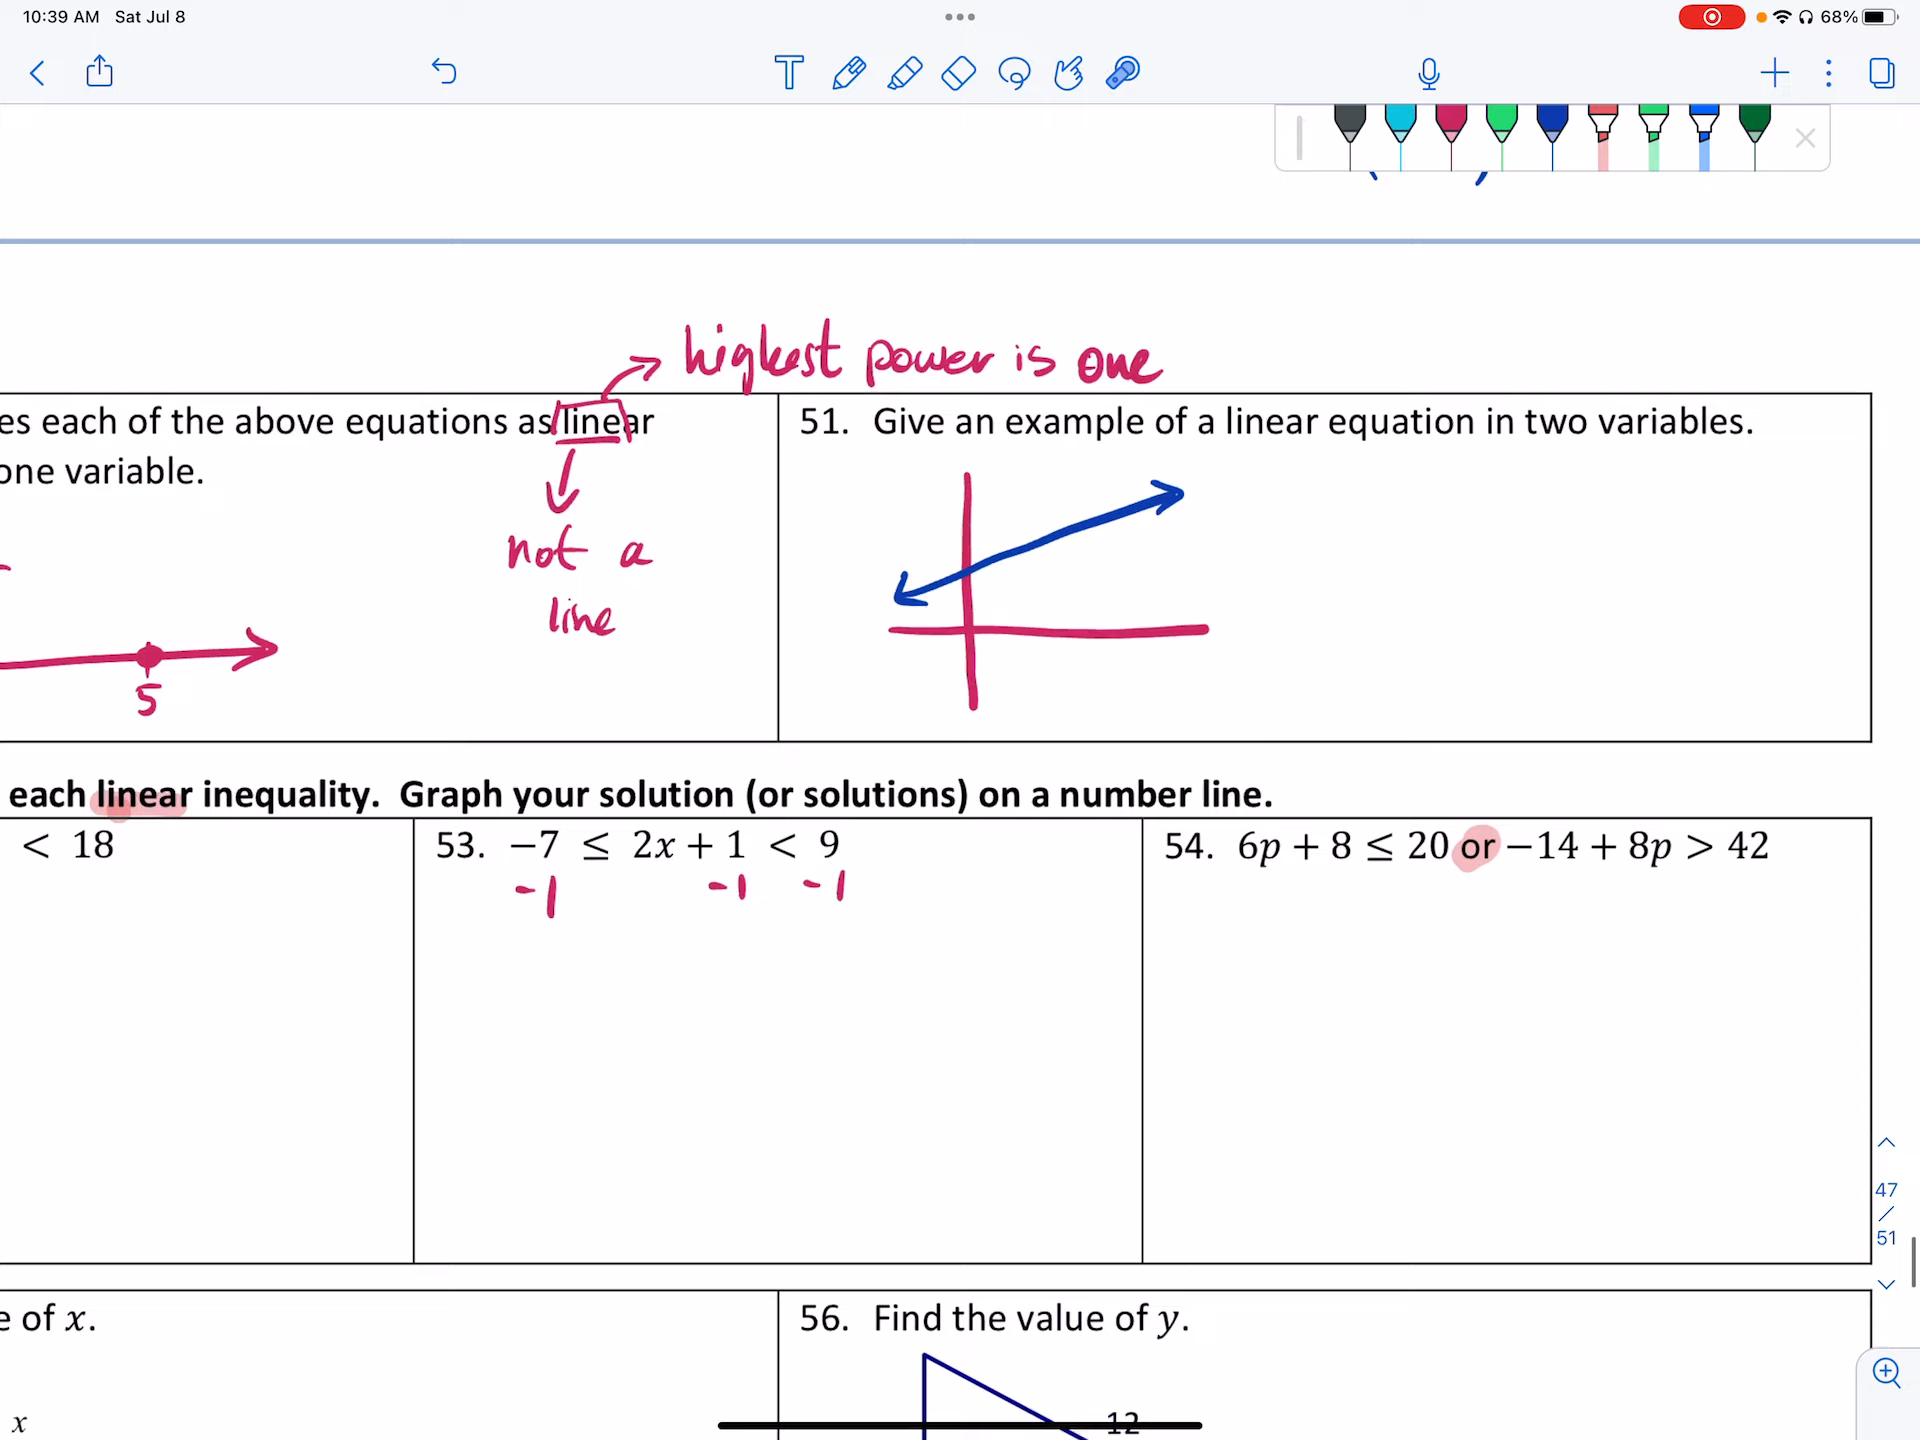 10:39 AM Sat Jul 8
68%
highest power is one
es each of the above equations as linear
one variable.
not a
line
5
51. Give an example of a linear equation in two variables.
each linear inequality. Graph your solution (or solutions) on a number line.
< 18
53. −7 ≤ 2x + 1 < 9
-1 -1 -1
54. 6p + 8 ≤ 20 or −14 + 8p > 42
47
/
51
e of x.
x
56. Find the value of y.
12